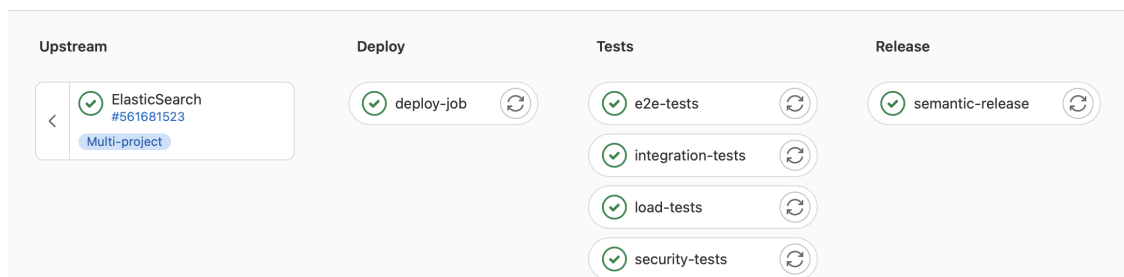 Upstream
ElasticSearch
#561681523
Multi-project
Deploy
deploy-job
Tests
e2e-tests
integration-tests
load-tests
security-tests
Release
semantic-release